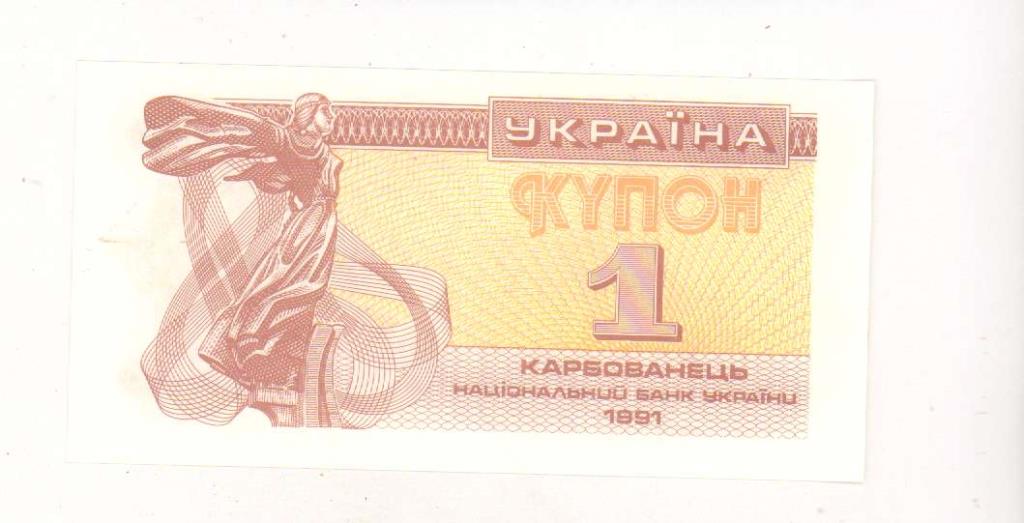 УКРАЇНА
КУПОН
1
КАРБОВАНЕЦЬ
НАЦІОНАЛЬНИЙ БАНК УКРАЇНИ
1991